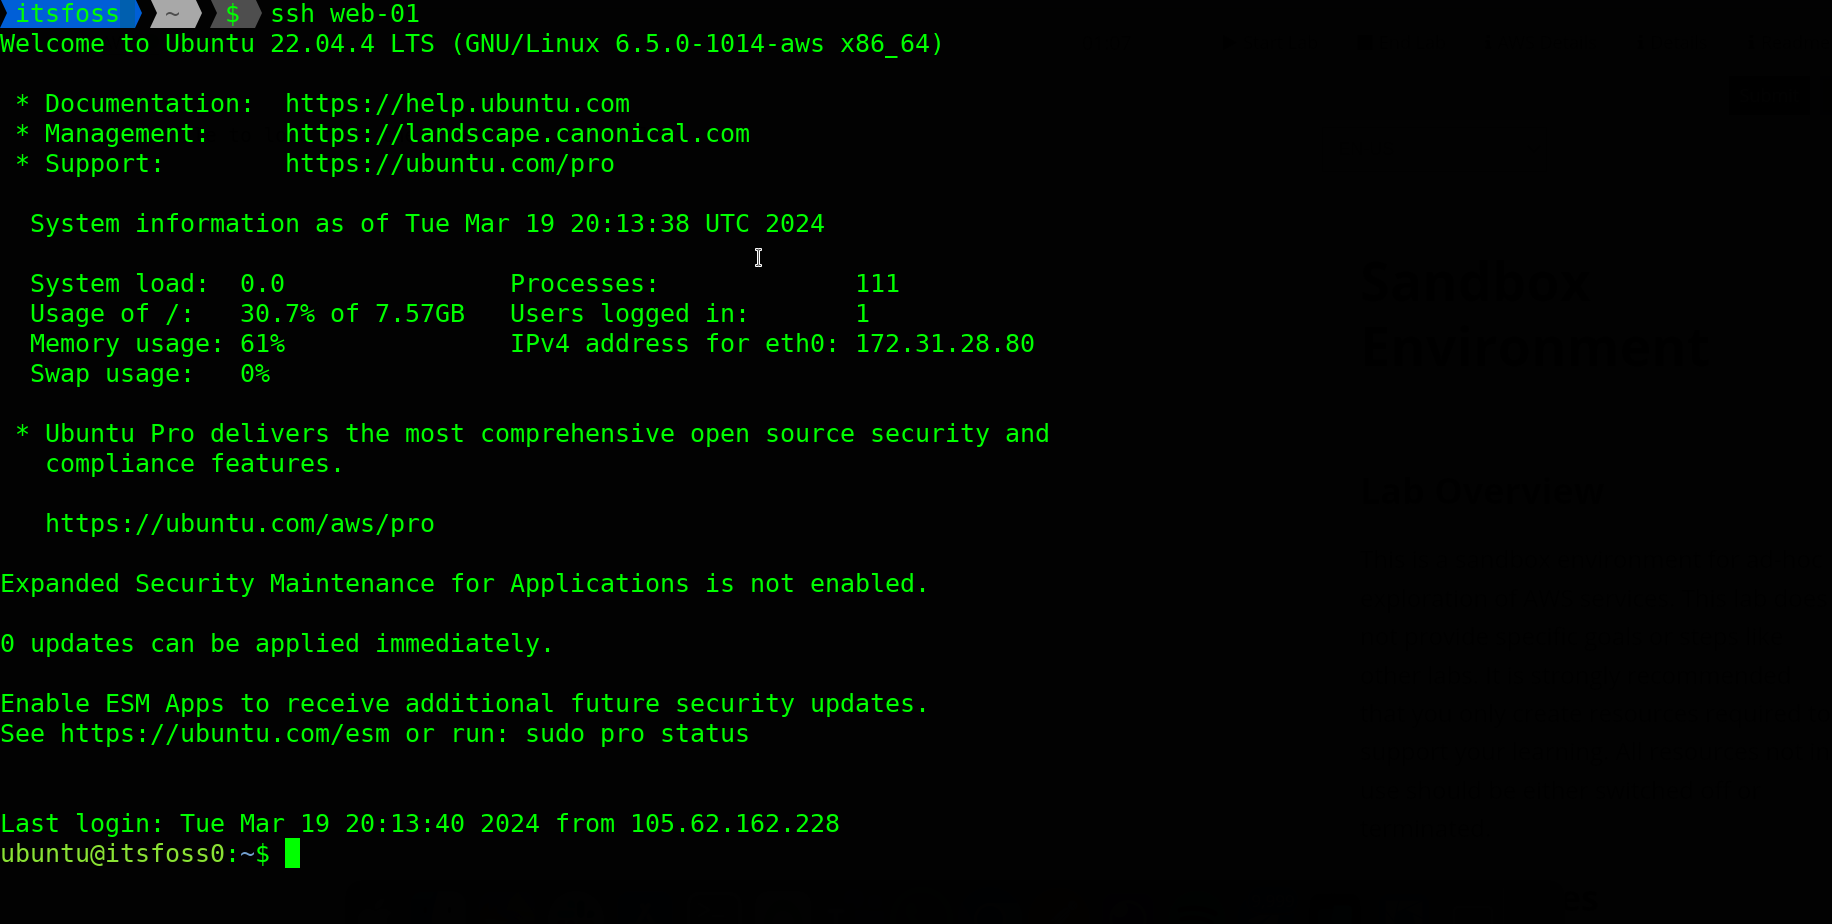 itsfoss ~ $ ssh web-01
Welcome to Ubuntu 22.04.4 LTS (GNU/Linux 6.5.0-1014-aws x86_64)
* Documentation: https://help.ubuntu.com
* Management: https://landscape.canonical.com
* Support: https://ubuntu.com/pro
System information as of Tue Mar 19 20:13:38 UTC 2024
System load: 0.0 Processes: 111
Usage of /: 30.7% of 7.57GB Users logged in: 1
Memory usage: 61% IPv4 address for eth0: 172.31.28.80
Swap usage: 0%
* Ubuntu Pro delivers the most comprehensive open source security and
compliance features.
https://ubuntu.com/aws/pro
Expanded Security Maintenance for Applications is not enabled.
0 updates can be applied immediately.
Enable ESM Apps to receive additional future security updates.
See https://ubuntu.com/esm or run: sudo pro status
Last login: Tue Mar 19 20:13:40 2024 from 105.62.162.228
ubuntu@itsfoss0:~$
Sandbox
Environment
Lab Overview